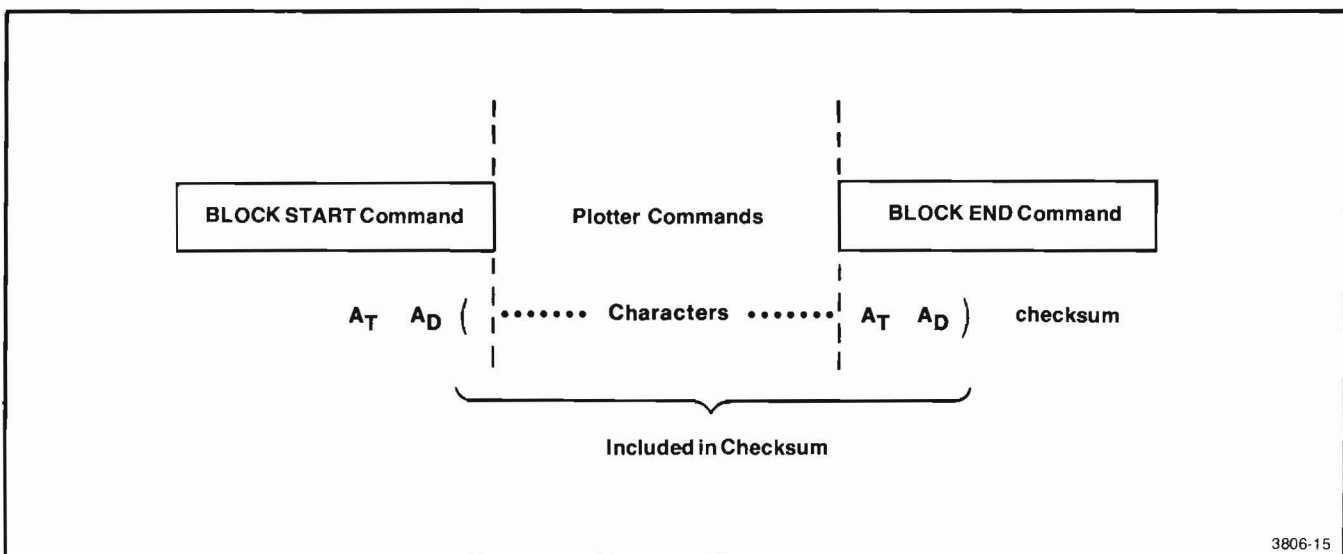 BLOCK START Command Plotter Commands BLOCK END Command
AT AD ( ....... Characters ....... AT AD ) checksum
Included in Checksum
3806-15